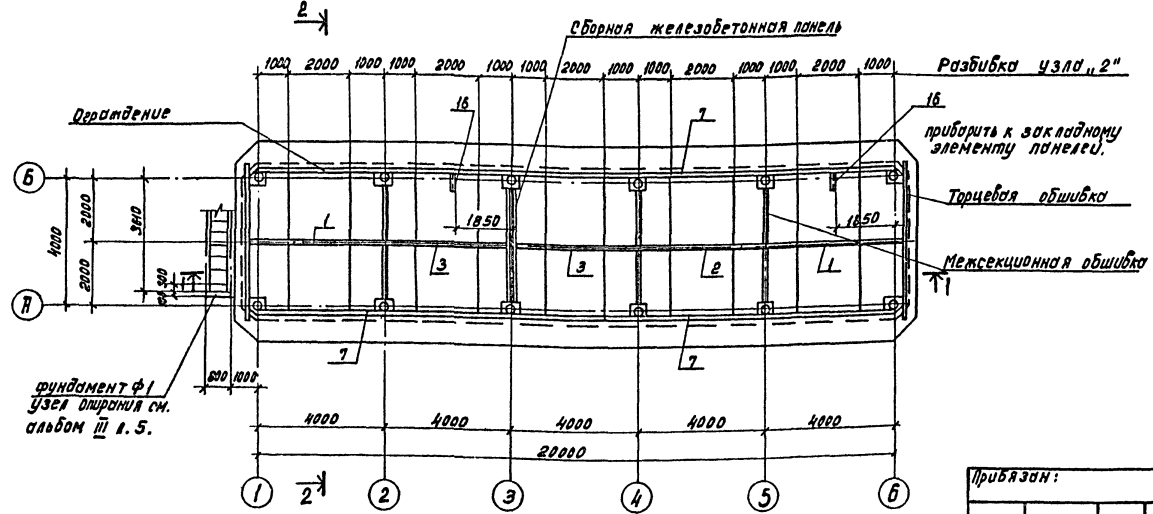 2
Сборная железобетонная панель
1000 2000 1000 1000 2000 1000 1000 2000 1000 1000 2000 1000 1000 2000 1000
Разбивка узла „2"
Ограждение
16
7
16
приварить к закладному
элементу панелей.
Б
Торцевая обшивка
4000
2000
2000
3610
1850
1850
1
3
3
2
1
Межсекционная обшивка
300
1
1
А
7
7
600 1000
фундамент ф1
узел опирания см.
альбом III л. 5.
4000 4000 4000 4000 4000
20000
1 2 2 3 4 5 6
Привязан: